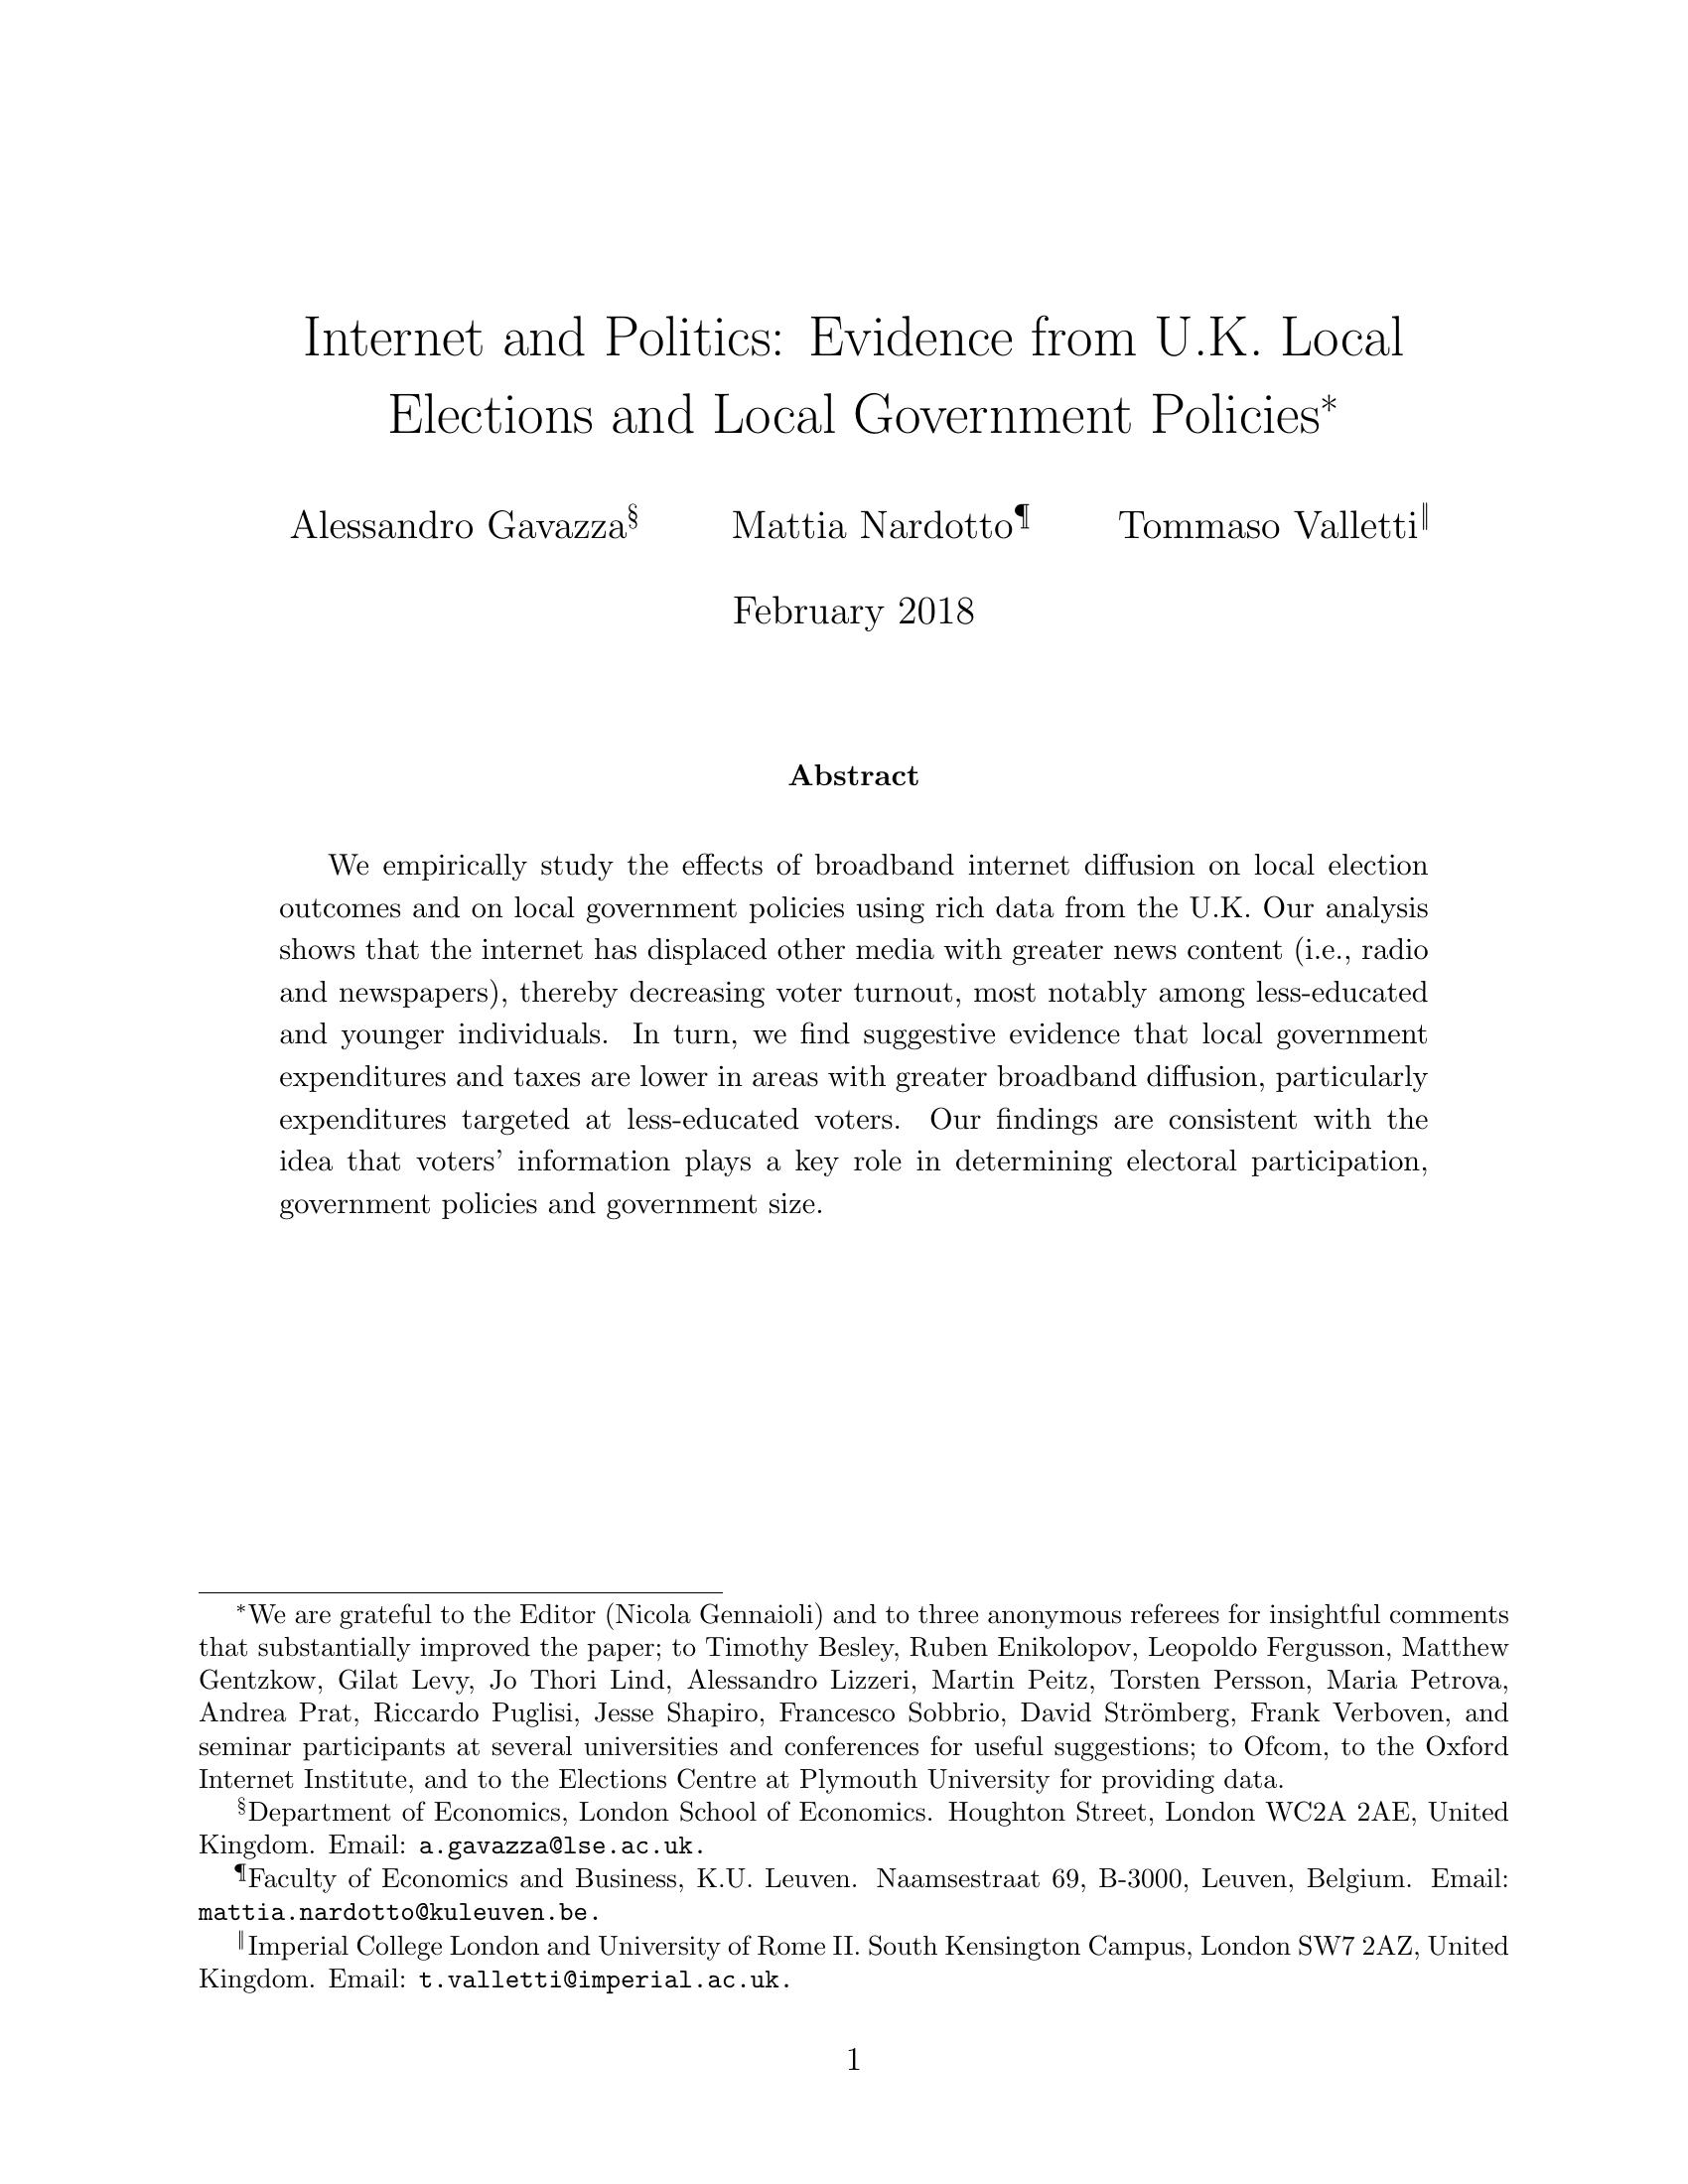 Internet and Politics: Evidence from U.K. Local
Elections and Local Government Policies*
Alessandro Gavazza§ Mattia Nardotto¶ Tommaso Valletti‖
February 2018
Abstract
We empirically study the effects of broadband internet diffusion on local election
outcomes and on local government policies using rich data from the U.K. Our analysis
shows that the internet has displaced other media with greater news content (i.e., radio
and newspapers), thereby decreasing voter turnout, most notably among less-educated
and younger individuals. In turn, we find suggestive evidence that local government
expenditures and taxes are lower in areas with greater broadband diffusion, particularly
expenditures targeted at less-educated voters. Our findings are consistent with the
idea that voters' information plays a key role in determining electoral participation,
government policies and government size.
*We are grateful to the Editor (Nicola Gennaioli) and to three anonymous referees for insightful comments
that substantially improved the paper; to Timothy Besley, Ruben Enikolopov, Leopoldo Fergusson, Matthew
Gentzkow, Gilat Levy, Jo Thori Lind, Alessandro Lizzeri, Martin Peitz, Torsten Persson, Maria Petrova,
Andrea Prat, Riccardo Puglisi, Jesse Shapiro, Francesco Sobbrio, David Strömberg, Frank Verboven, and
seminar participants at several universities and conferences for useful suggestions; to Ofcom, to the Oxford
Internet Institute, and to the Elections Centre at Plymouth University for providing data.
§Department of Economics, London School of Economics. Houghton Street, London WC2A 2AE, United
Kingdom. Email: a.gavazza@lse.ac.uk.
¶Faculty of Economics and Business, K.U. Leuven. Naamsestraat 69, B-3000, Leuven, Belgium. Email:
mattia.nardotto@kuleuven.be.
‖Imperial College London and University of Rome II. South Kensington Campus, London SW7 2AZ, United
Kingdom. Email: t.valletti@imperial.ac.uk.
1